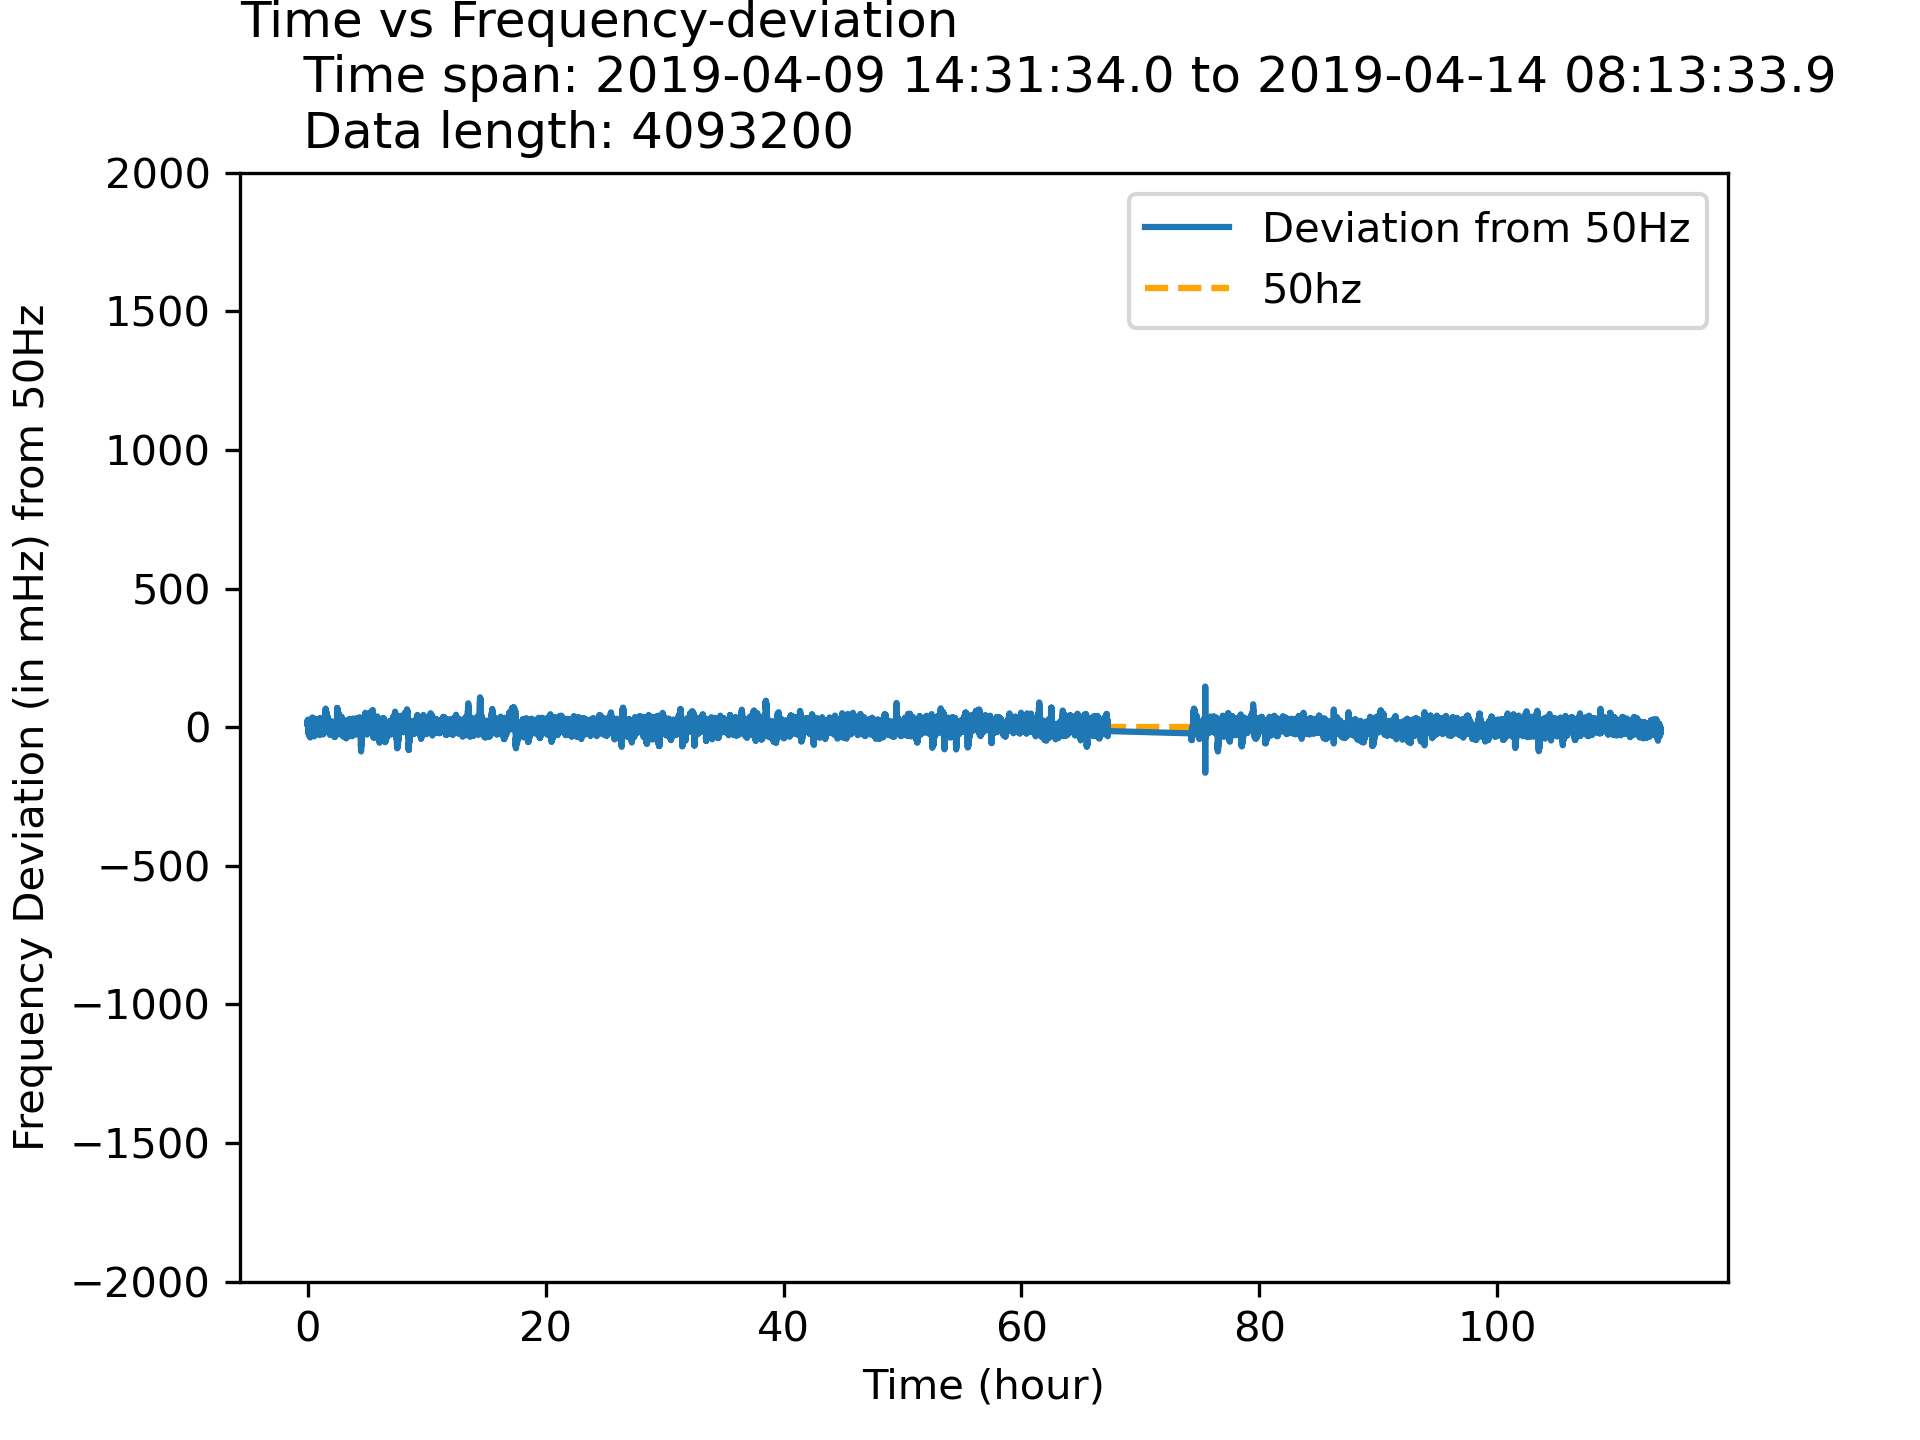 Time vs Frequency-deviation
Time span: 2019-04-09 14:31:34.0 to 2019-04-14 08:13:33.9
Data length: 4093200
Deviation from 50Hz
50hz
Frequency Deviation (in mHz) from 50Hz
2000
1500
1000
500
0
−500
−1000
−1500
−2000
0 20 40 60 80 100
Time (hour)